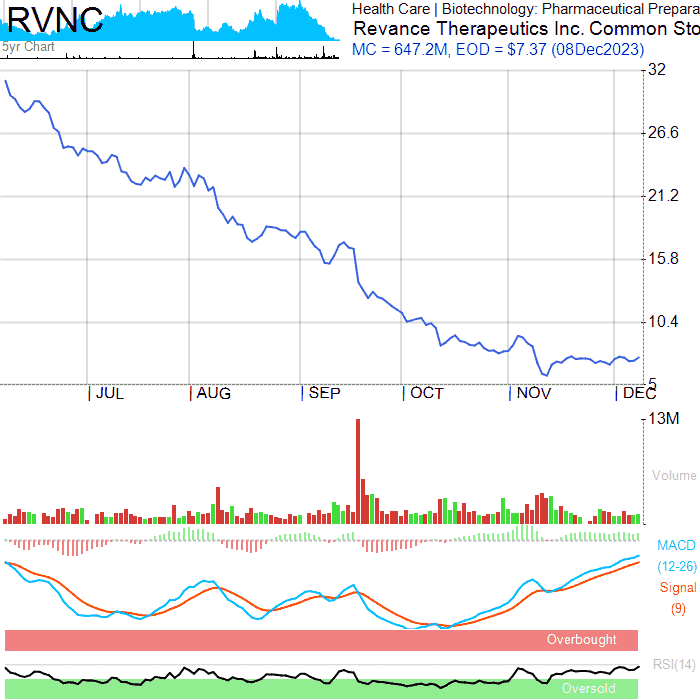 RVNC
5yr Chart
Health Care | Biotechnology: Pharmaceutical Prepara
Revance Therapeutics Inc. Common Sto
MC = 647.2M, EOD = $7.37 (08Dec2023)
32
26.6
21.2
15.8
10.4
5
JUL AUG SEP OCT NOV DEC
13M
Volume
MACD
(12-26)
Signal
(9)
Overbought
RSI(14)
Oversold